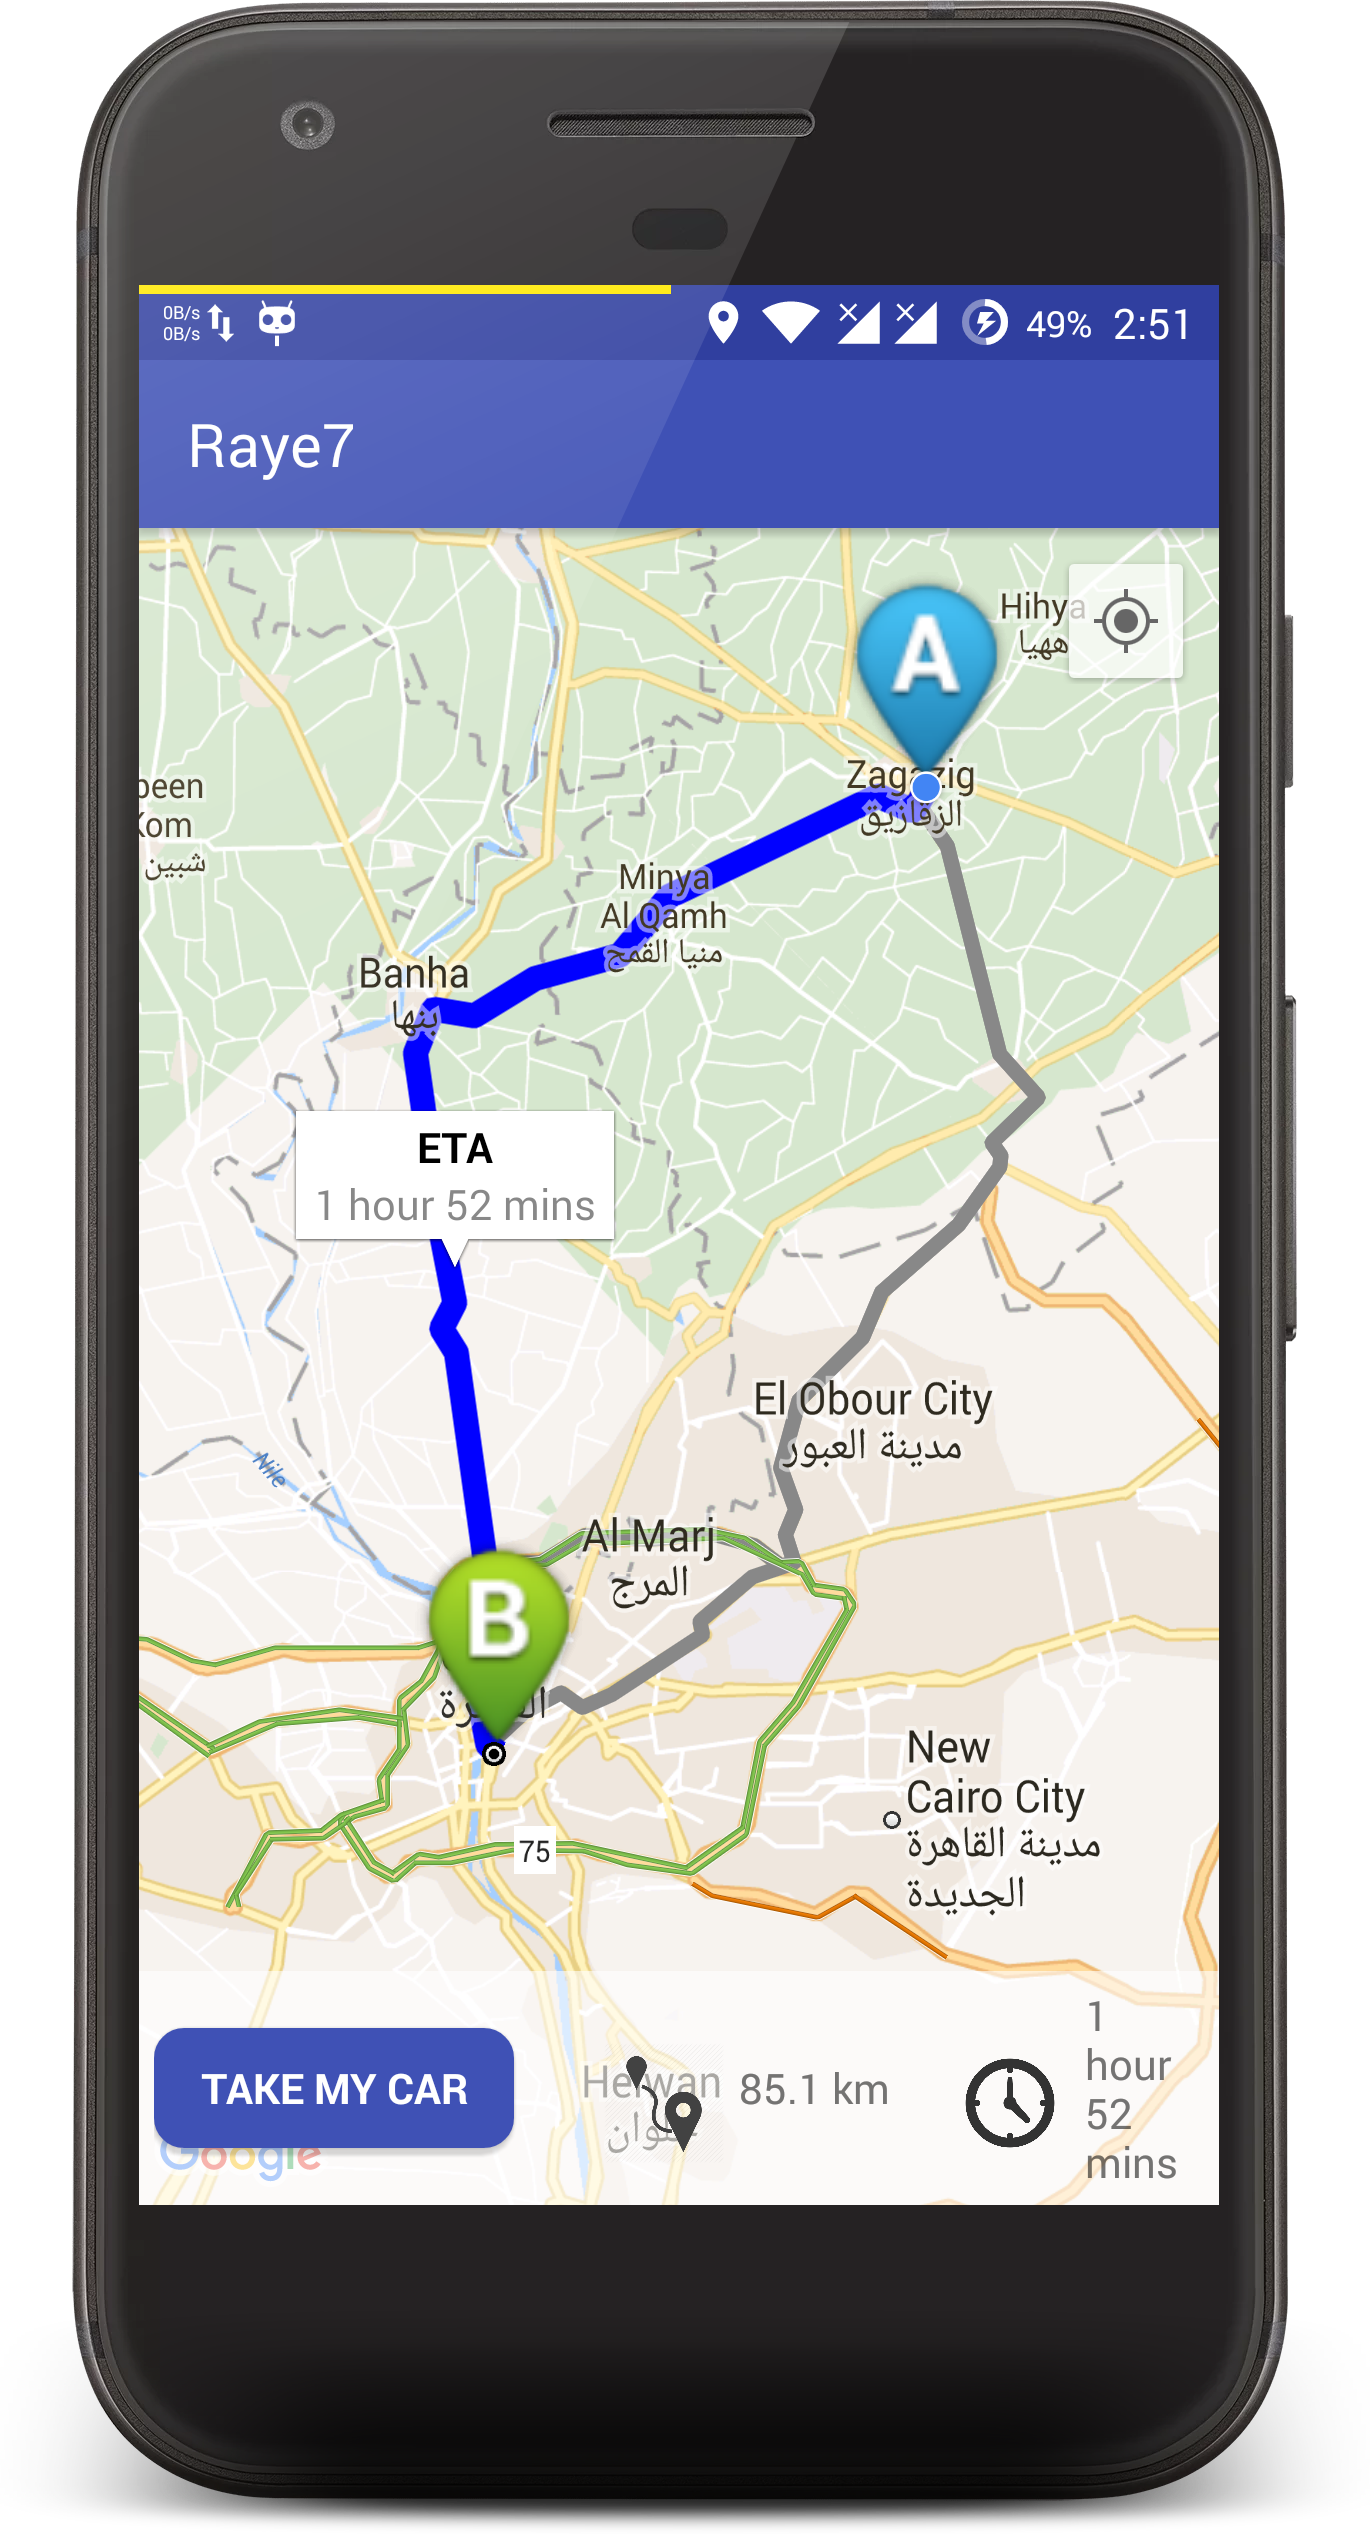 0B/s
0B/s
49% 2:51
Raye7
A
Hihya
ههيا
Zagazig
الزقازيق
been
Kom
شبين
Minya
Al Qamh
منيا القمح
Banha
بنها
ETA
1 hour 52 mins
El Obour City
مدينة العبور
Nile
Al Marj
المرج
B
New
Cairo City
مدينة القاهرة
الجديدة
75
1
hour
52
mins
TAKE MY CAR
Helwan
حلوان
85.1 km
Google